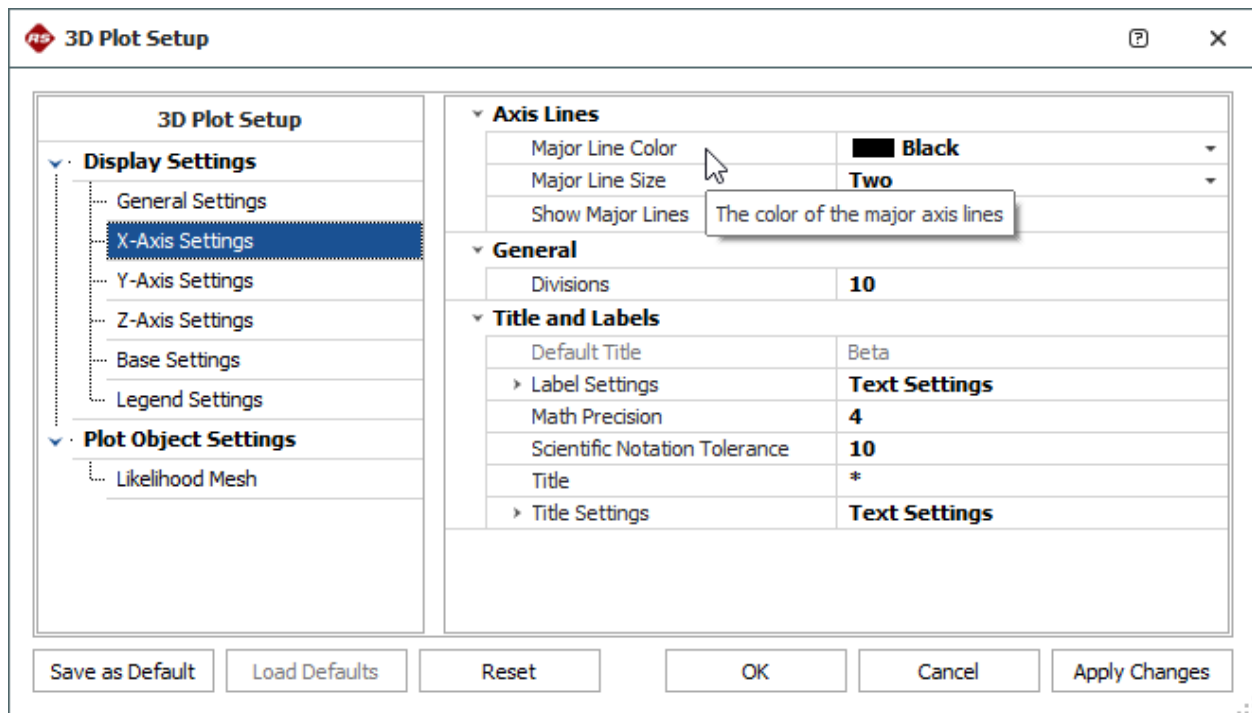 RS 3D Plot Setup
3D Plot Setup
Display Settings
General Settings
X-Axis Settings
Y-Axis Settings
Z-Axis Settings
Base Settings
Legend Settings
Plot Object Settings
Likelihood Mesh
Axis Lines
Major Line Color Black
Major Line Size Two
Show Major Lines
The color of the major axis lines
General
Divisions 10
Title and Labels
Default Title Beta
Label Settings Text Settings
Math Precision 4
Scientific Notation Tolerance 10
Title *
Title Settings Text Settings
Save as Default Load Defaults Reset OK Cancel Apply Changes